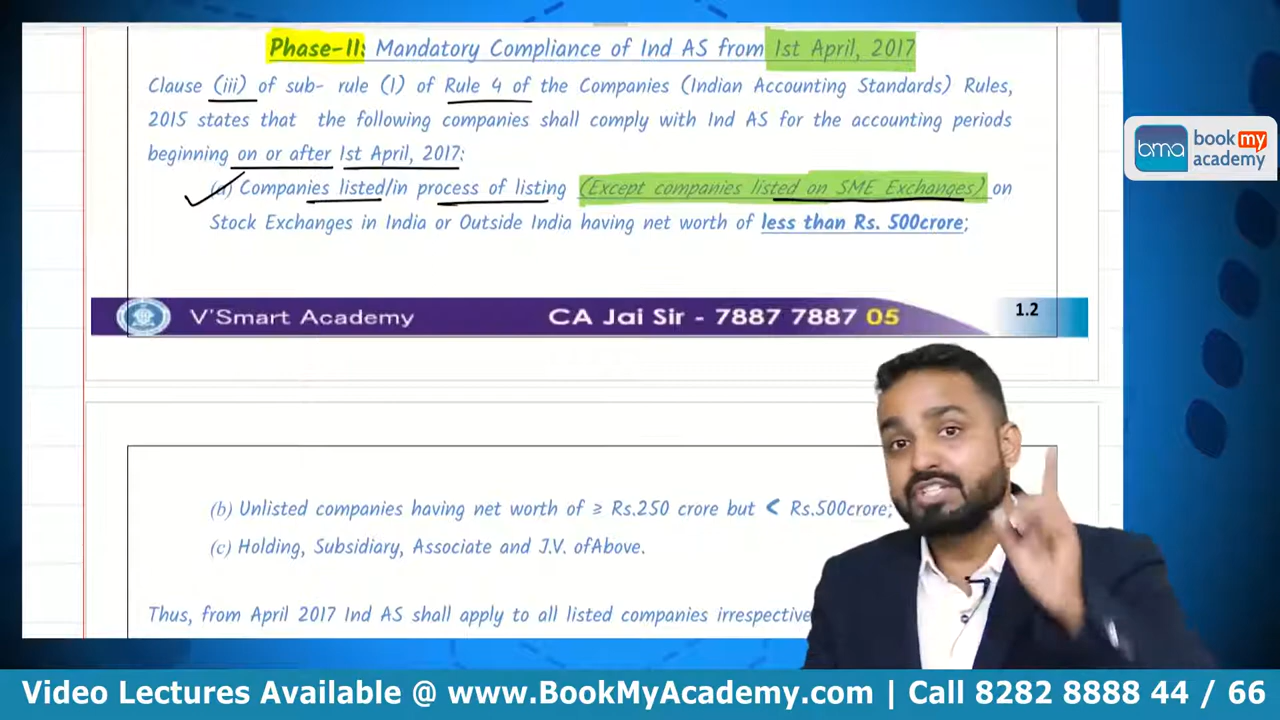 Phase-II: Mandatory Compliance of Ind AS from 1st April, 2017
Clause (iii) of sub- rule (1) of Rule 4 of the Companies (Indian Accounting Standards) Rules,
2015 states that the following companies shall comply with Ind AS for the accounting periods
beginning on or after 1st April, 2017:
(a) Companies listed/in process of listing (Except companies listed on SME Exchanges) on
Stock Exchanges in India or Outside India having net worth of less than Rs. 500crore;
V'Smart Academy
CA Jai Sir - 7887 7887 05
1.2
(b) Unlisted companies having net worth of ≥ Rs.250 crore but < Rs.500crore;
(c) Holding, Subsidiary, Associate and J.V. ofAbove.
Thus, from April 2017 Ind AS shall apply to all listed companies irrespective
bma
book my
academy
Video Lectures Available @ www.BookMyAcademy.com | Call 8282 8888 44 / 66